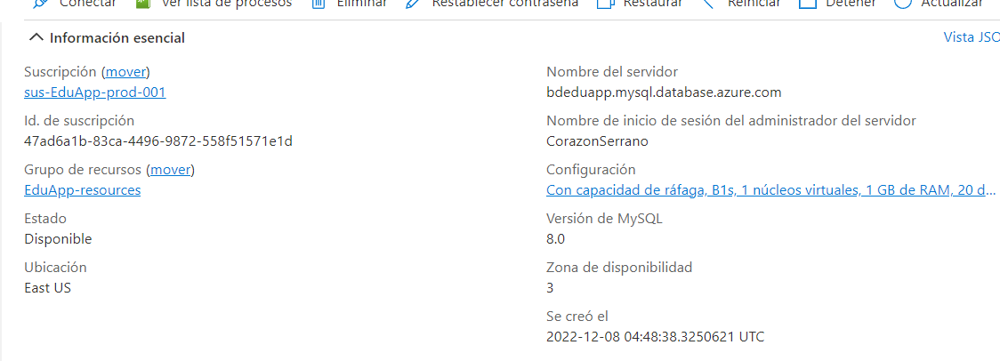 Conectar Ver lista de procesos Eliminar Restablecer contraseña Restaurar Reiniciar Detener Actualizar
Información esencial
Vista JSO
Suscripción (mover)
sus-EduApp-prod-001
Id. de suscripción
47ad6a1b-83ca-4496-9872-558f51571e1d
Grupo de recursos (mover)
EduApp-resources
Estado
Disponible
Ubicación
East US
Nombre del servidor
bdeduapp.mysql.database.azure.com
Nombre de inicio de sesión del administrador del servidor
CorazonSerrano
Configuración
Con capacidad de ráfaga, B1s, 1 núcleos virtuales, 1 GB de RAM, 20 d...
Versión de MySQL
8.0
Zona de disponibilidad
3
Se creó el
2022-12-08 04:48:38.3250621 UTC